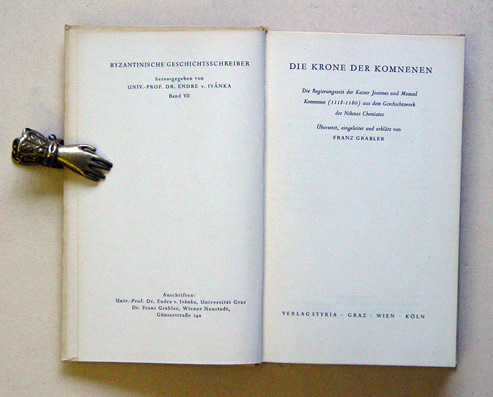 BYZANTINISCHE GESCHICHTSSCHREIBER
herausgegeben von
UNIV.-PROF. DR. ENDRE v. IVÁNKA
Band VII
Anschriften:
Univ.-Prof. Dr. Endre v. Ivánka, Universität Graz
Dr. Franz Grabler, Wiener Neustadt,
Günserstraße 142
DIE KRONE DER KOMNENEN
Die Regierungszeit der Kaiser Joannes und Manuel
Komnenos (1118-1180) aus dem Geschichtswerk
des Niketas Choniates
Übersetzt, eingeleitet und erklärt von
FRANZ GRABLER
VERLAG STYRIA · GRAZ · WIEN · KÖLN